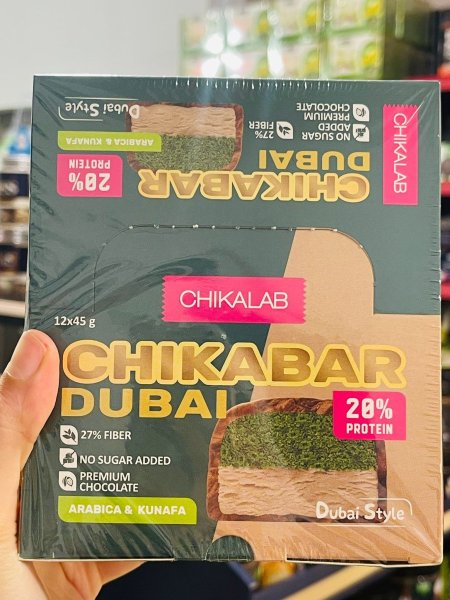 CHIKALAB
NO SUGAR
ADDED
PREMIUM
CHOCOLATE
27%
FIBER
Dubai Style
ARABICA & KUNAFA
20%
PROTEIN
CHIKABAR
DUBAI
CHIKALAB
12x45 g
CHIKABAR
DUBAI
20%
PROTEIN
27% FIBER
NO SUGAR ADDED
PREMIUM
CHOCOLATE
ARABICA & KUNAFA
Dubai Style